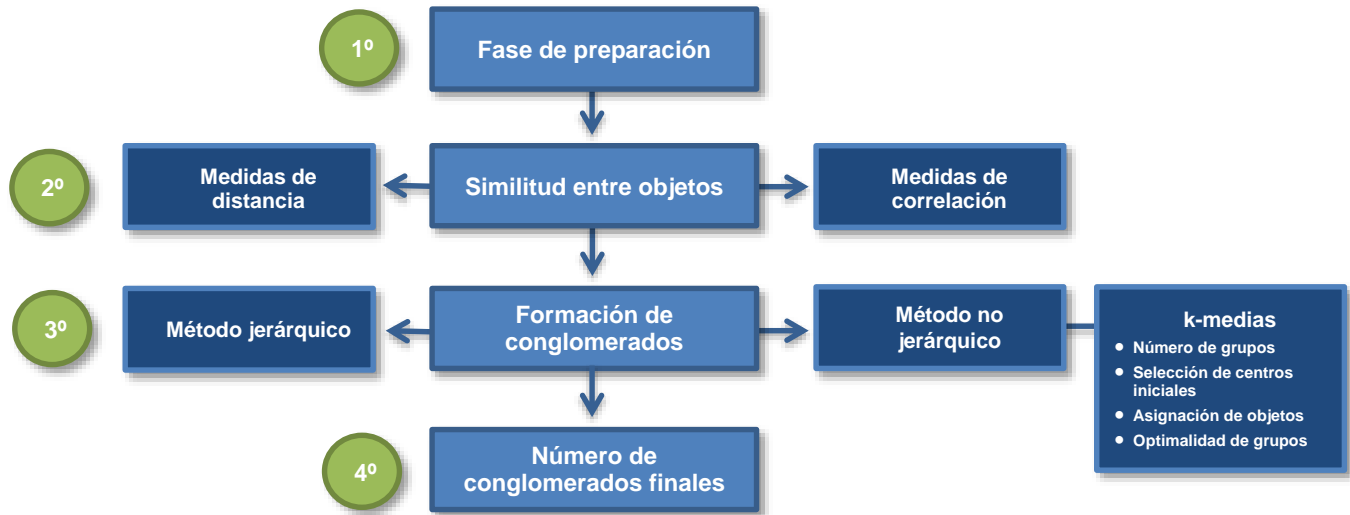 1º
Fase de preparación
2º
Medidas de
distancia
Similitud entre objetos
Medidas de
correlación
3º
Método jerárquico
Formación de
conglomerados
Método no
jerárquico
k-medias
• Número de grupos
• Selección de centros
iniciales
• Asignación de objetos
• Optimalidad de grupos
4º
Número de
conglomerados finales